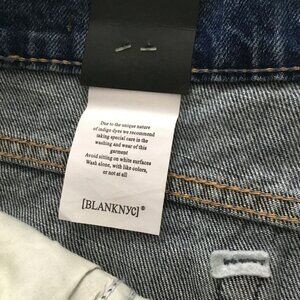 Due to the unique nature
of indigo dyes we recommend
taking special care in the
washing and wear of this
garment
Avoid sitting on white surfaces
Wash alone, with like colors,
or not at all
[BLANKNYC]®